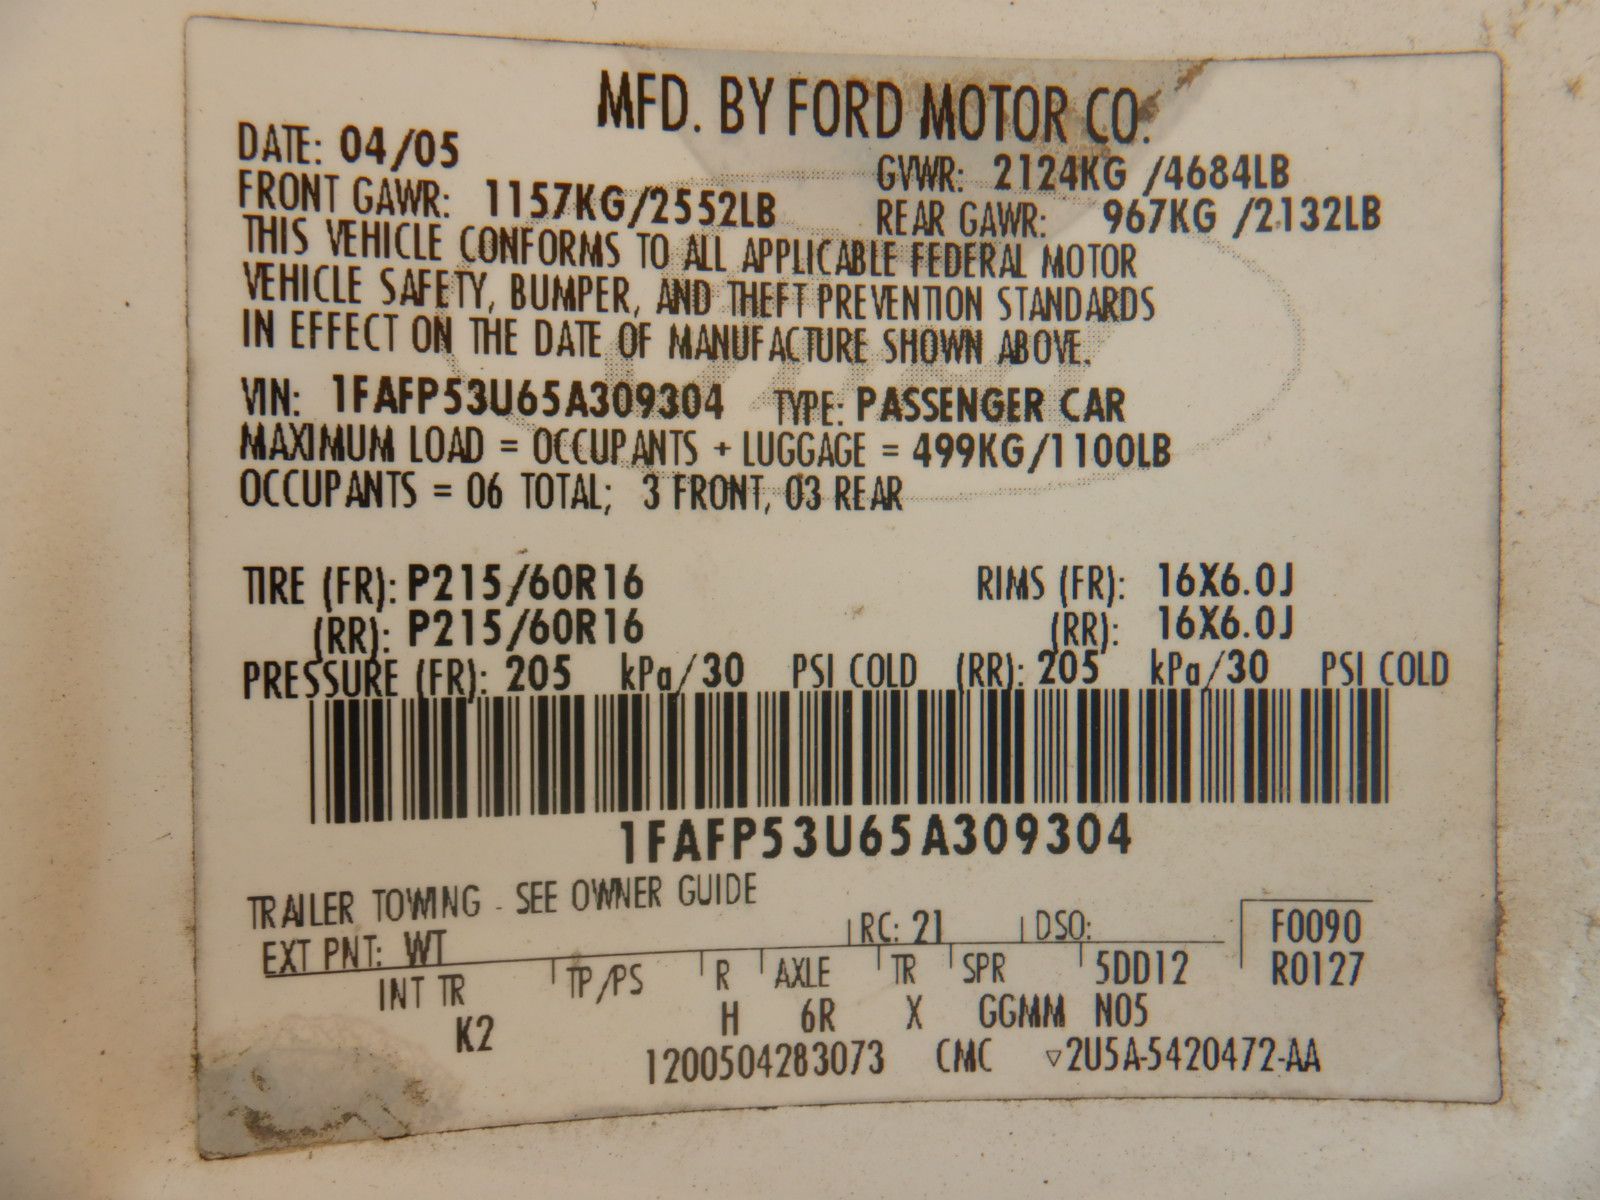 MFD. BY FORD MOTOR CO.
DATE: 04/05 GVWR: 2124KG /4684LB
FRONT GAWR: 1157KG/2552LB REAR GAWR: 967KG /2132LB
THIS VEHICLE CONFORMS TO ALL APPLICABLE FEDERAL MOTOR
VEHICLE SAFETY, BUMPER, AND THEFT PREVENTION STANDARDS
IN EFFECT ON THE DATE OF MANUFACTURE SHOWN ABOVE.
VIN: 1FAFP53U65A309304 TYPE: PASSENGER CAR
MAXIMUM LOAD = OCCUPANTS + LUGGAGE = 499KG/1100LB
OCCUPANTS = 06 TOTAL; 3 FRONT, 03 REAR
TIRE (FR): P215/60R16 RIMS (FR): 16X6.0J
(RR): P215/60R16 (RR): 16X6.0J
PRESSURE (FR): 205 kPa/30 PSI COLD (RR): 205 kPa/30 PSI COLD
1FAFP53U65A309304
TRAILER TOWING - SEE OWNER GUIDE
EXT PNT: WT RC: 21 DSO: F0090
INT TR TP/PS R AXLE TR SPR 5DD12 R0127
K2 H 6R X GGMM N05
1200504283073 CMC ▽2U5A-5420472-AA